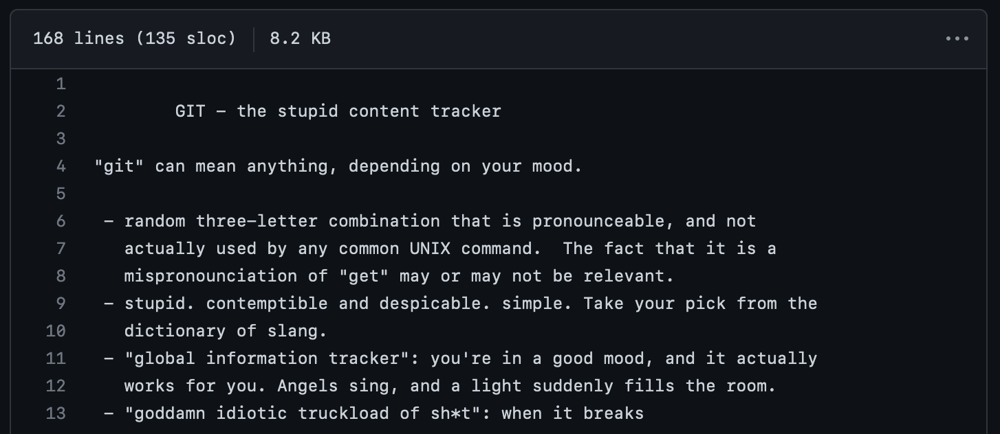 168 lines (135 sloc) 8.2 KB
1
2 GIT - the stupid content tracker
3
4 "git" can mean anything, depending on your mood.
5
6 - random three-letter combination that is pronounceable, and not
7 actually used by any common UNIX command.  The fact that it is a
8 mispronounciation of "get" may or may not be relevant.
9 - stupid. contemptible and despicable. simple. Take your pick from the
10 dictionary of slang.
11 - "global information tracker": you're in a good mood, and it actually
12 works for you. Angels sing, and a light suddenly fills the room.
13 - "goddamn idiotic truckload of sh*t": when it breaks